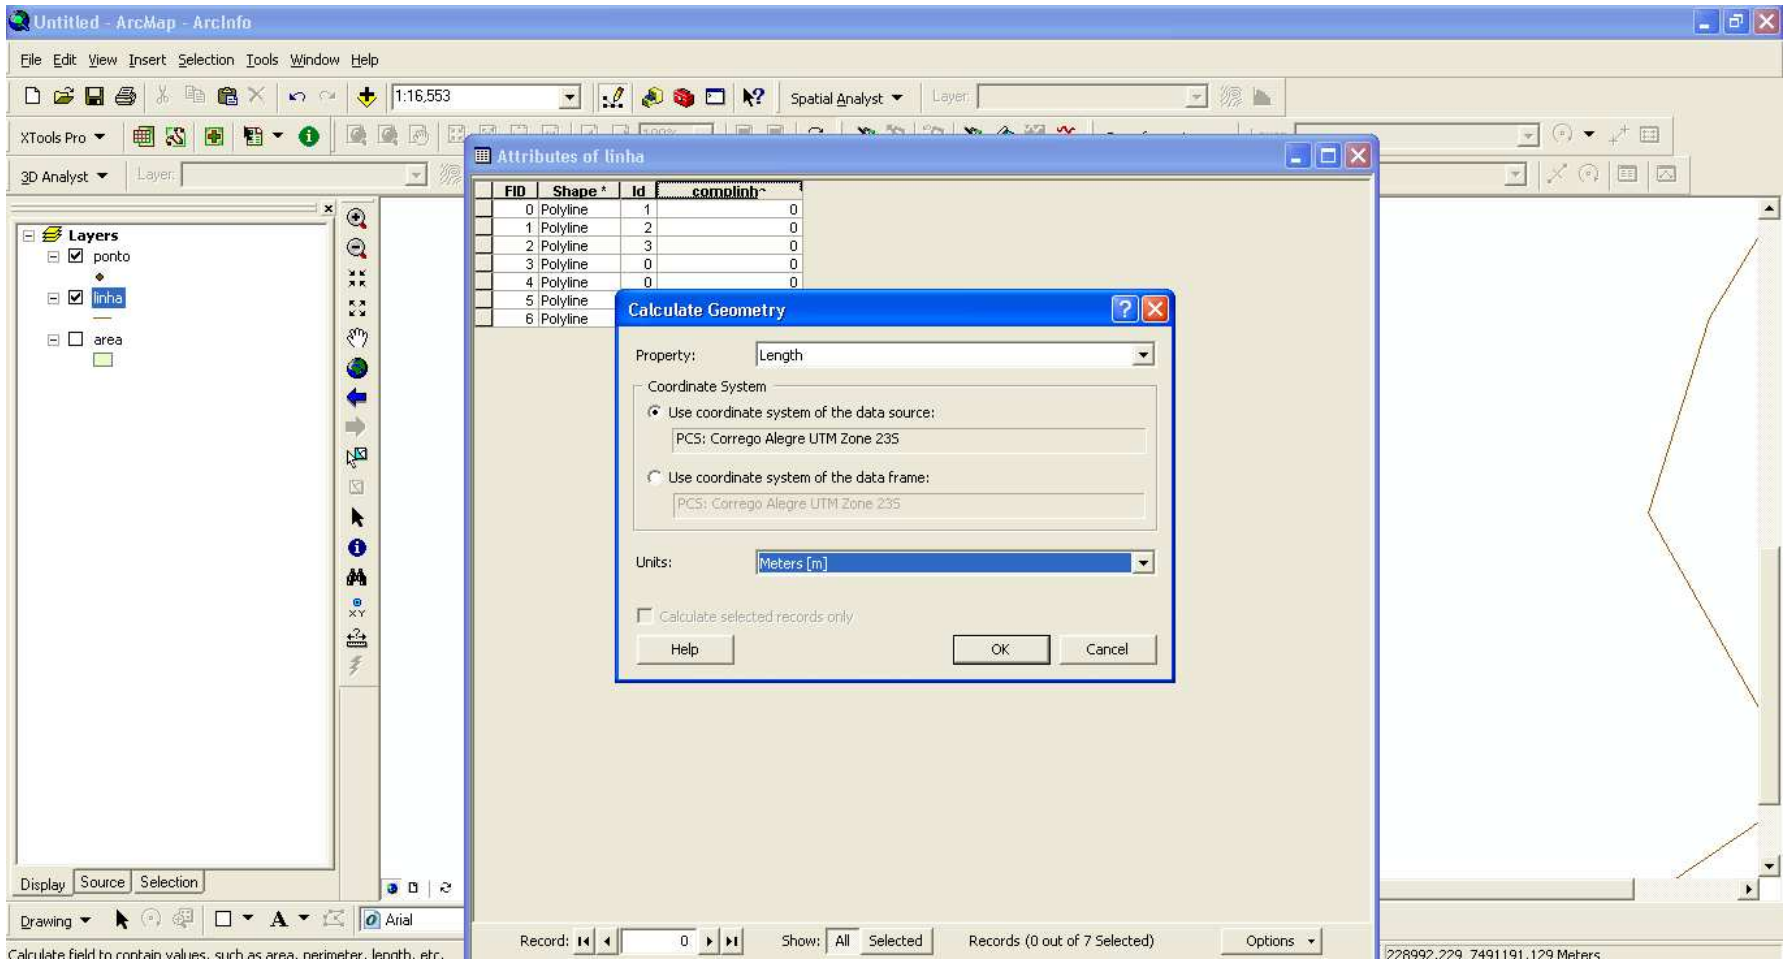 Untitled - ArcMap - ArcInfo
File Edit View Insert Selection Tools Window Help
1:16,553
Spatial Analyst
Layer:
XTools Pro
3D Analyst
Layer:
Attributes of linha
FID Shape * Id complinh~
0 Polyline 1 0
1 Polyline 2 0
2 Polyline 3 0
3 Polyline 0 0
4 Polyline 0 0
5 Polyline
6 Polyline
Layers
ponto
linha
area
XY
Calculate Geometry
Property: Length
Coordinate System
Use coordinate system of the data source:
PCS: Corrego Alegre UTM Zone 23S
Use coordinate system of the data frame:
PCS: Corrego Alegre UTM Zone 23S
Units: Meters [m]
Calculate selected records only
Help OK Cancel
Display Source Selection
Drawing A Arial
Record: 0 Show: All Selected Records (0 out of 7 Selected) Options
Calculate field to contain values, such as area, perimeter, length, etc.
228992,229 7491191,129 Meters